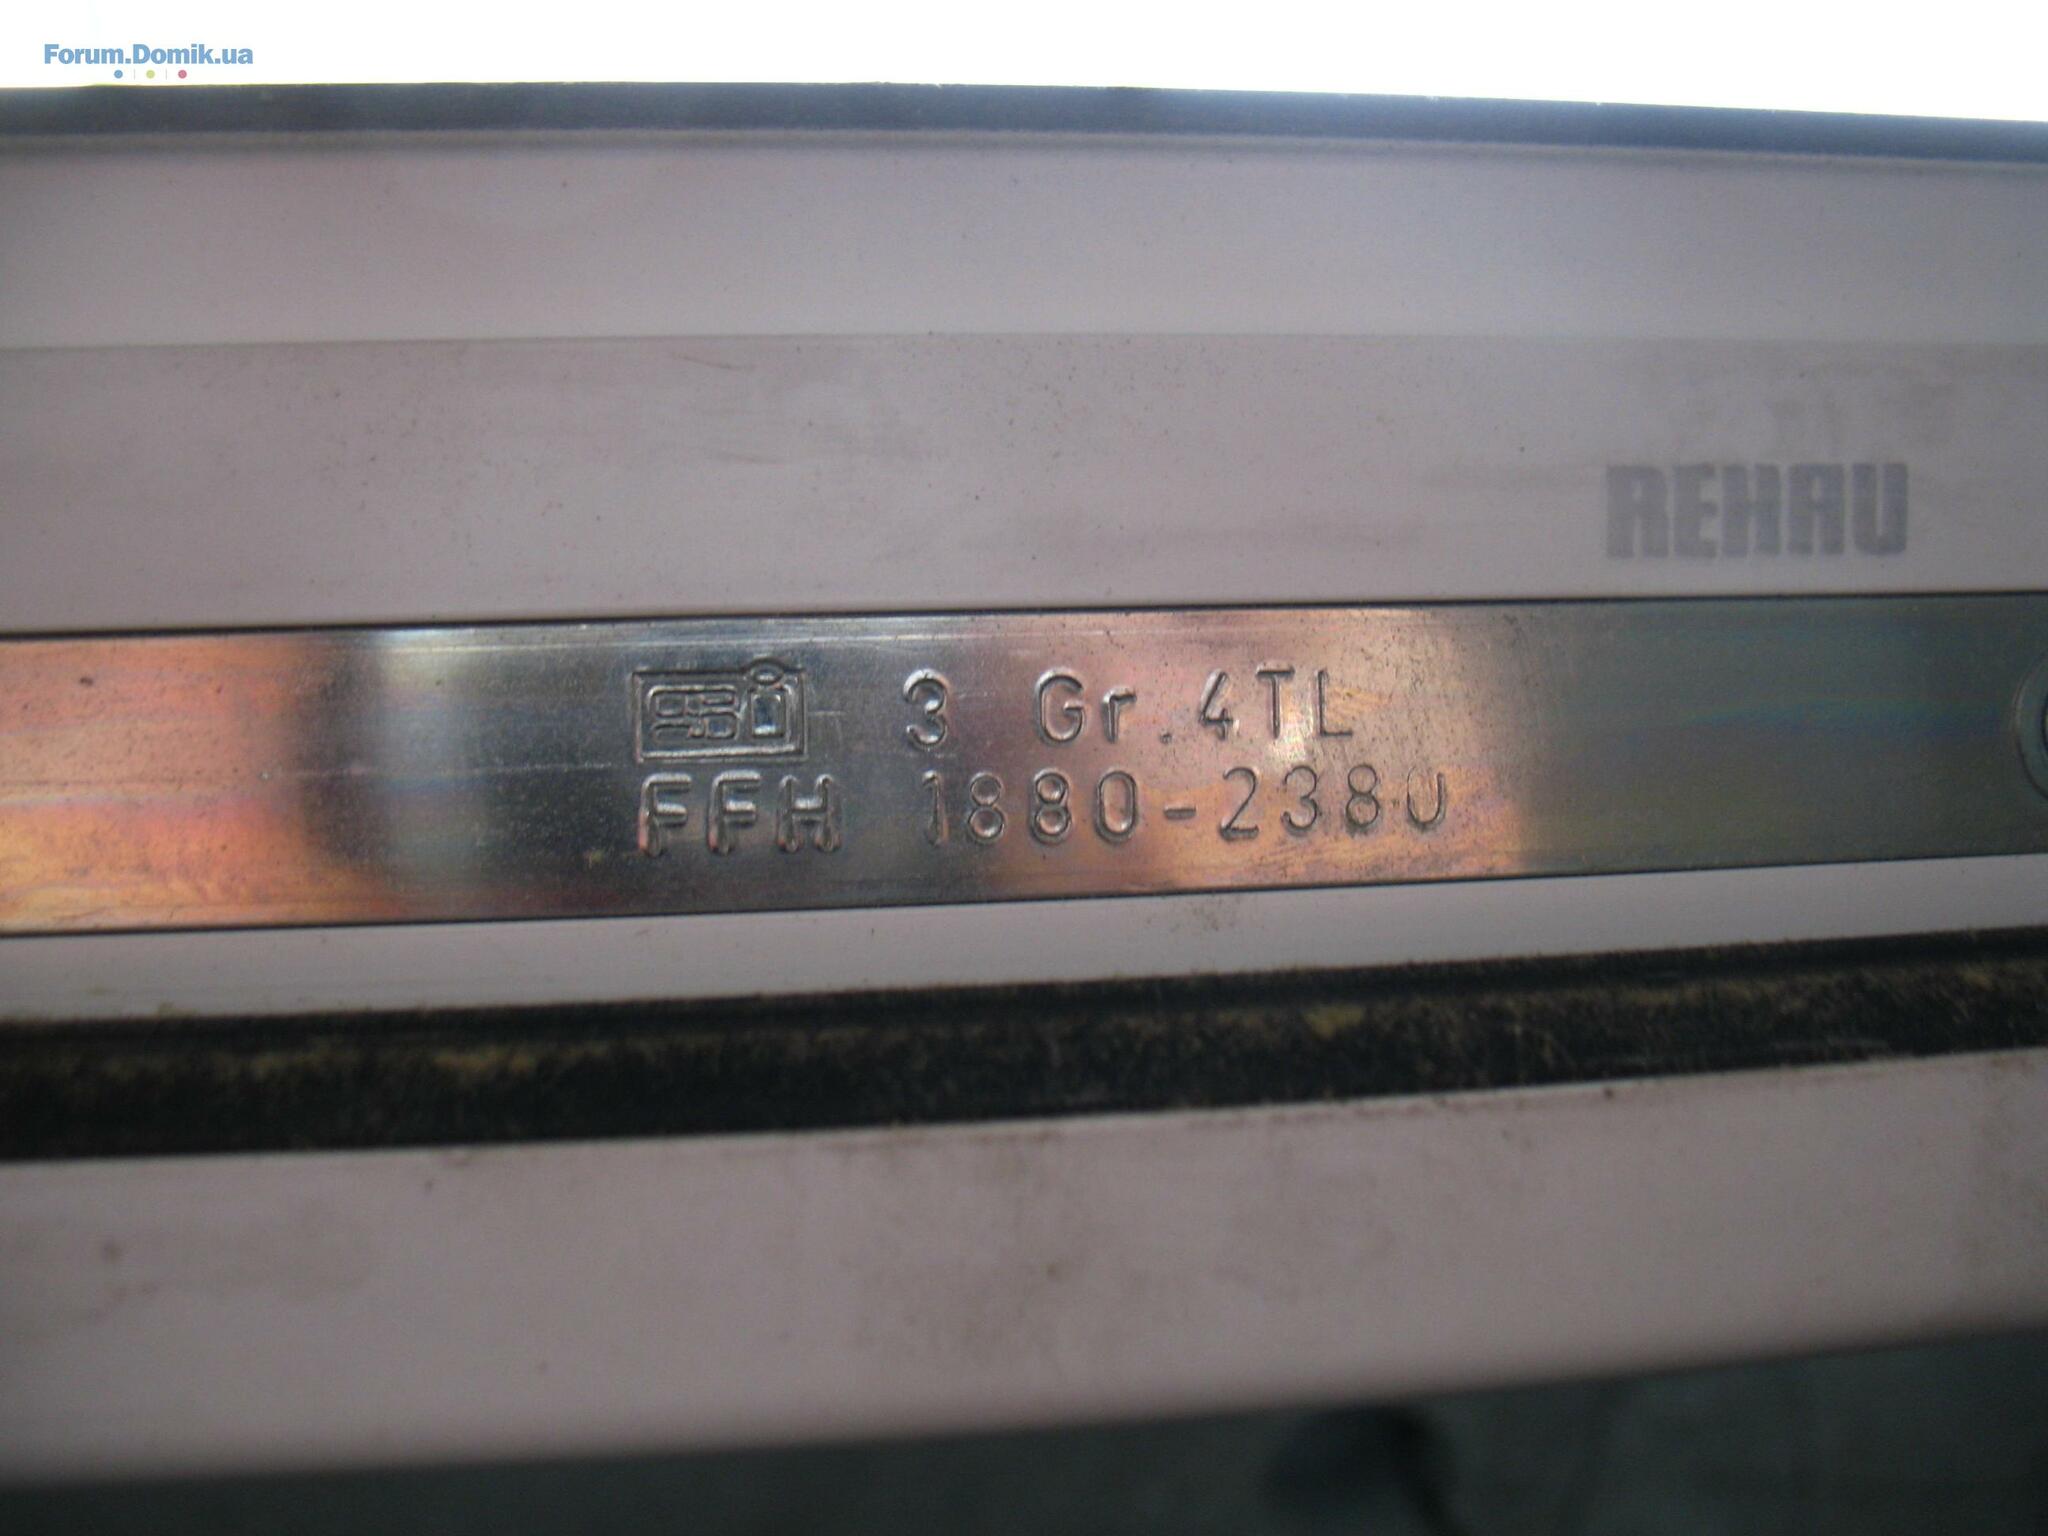 Forum.Domik.ua
REHAU
3 Gr.4TL
FFH 1880-2380